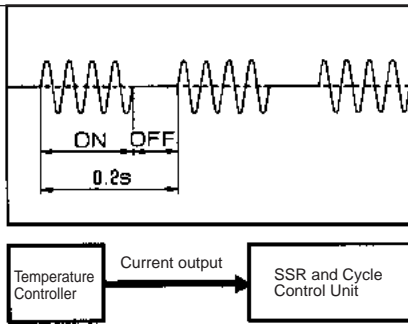 ON OFF
0.2s
Current output
Temperature
Controller
SSR and Cycle
Control Unit